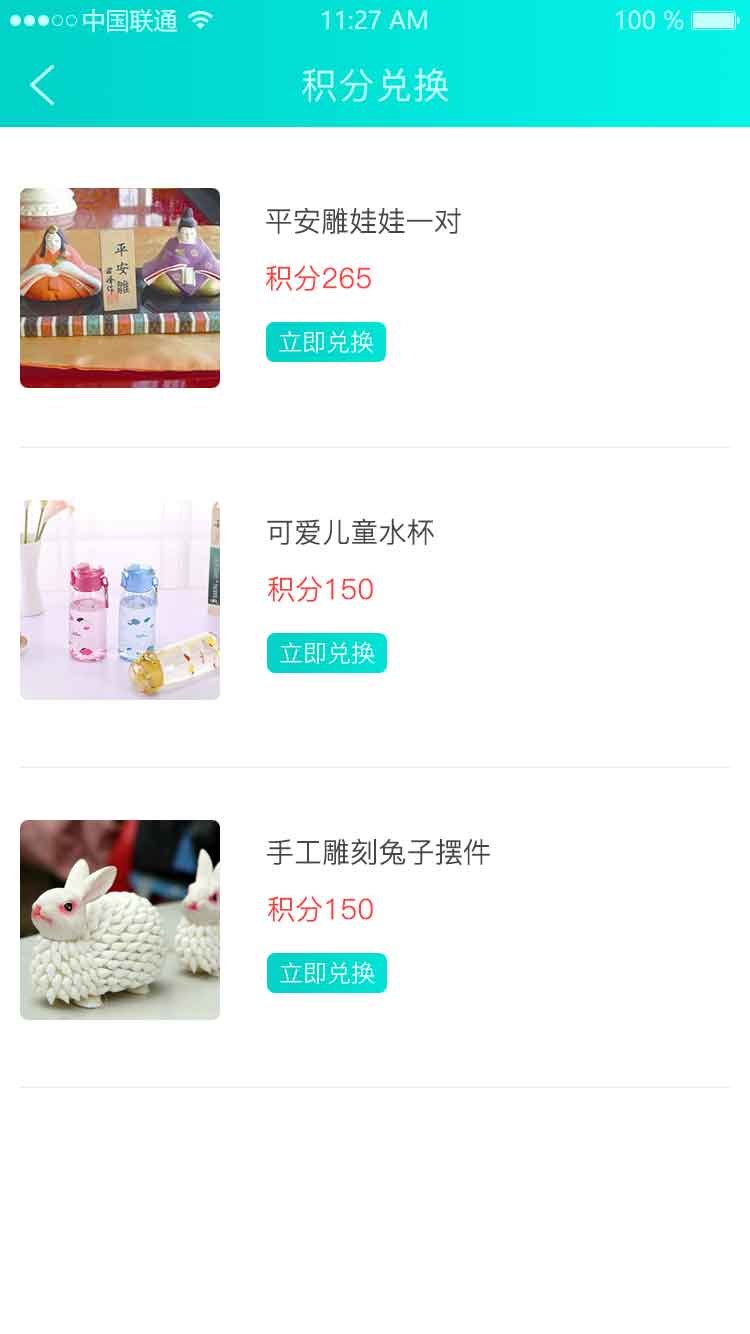 中国联通 11:27 AM 100 %
积分兑换
平安雕
平安雕娃娃一对
积分265
立即兑换
可爱儿童水杯
积分150
立即兑换
手工雕刻兔子摆件
积分150
立即兑换